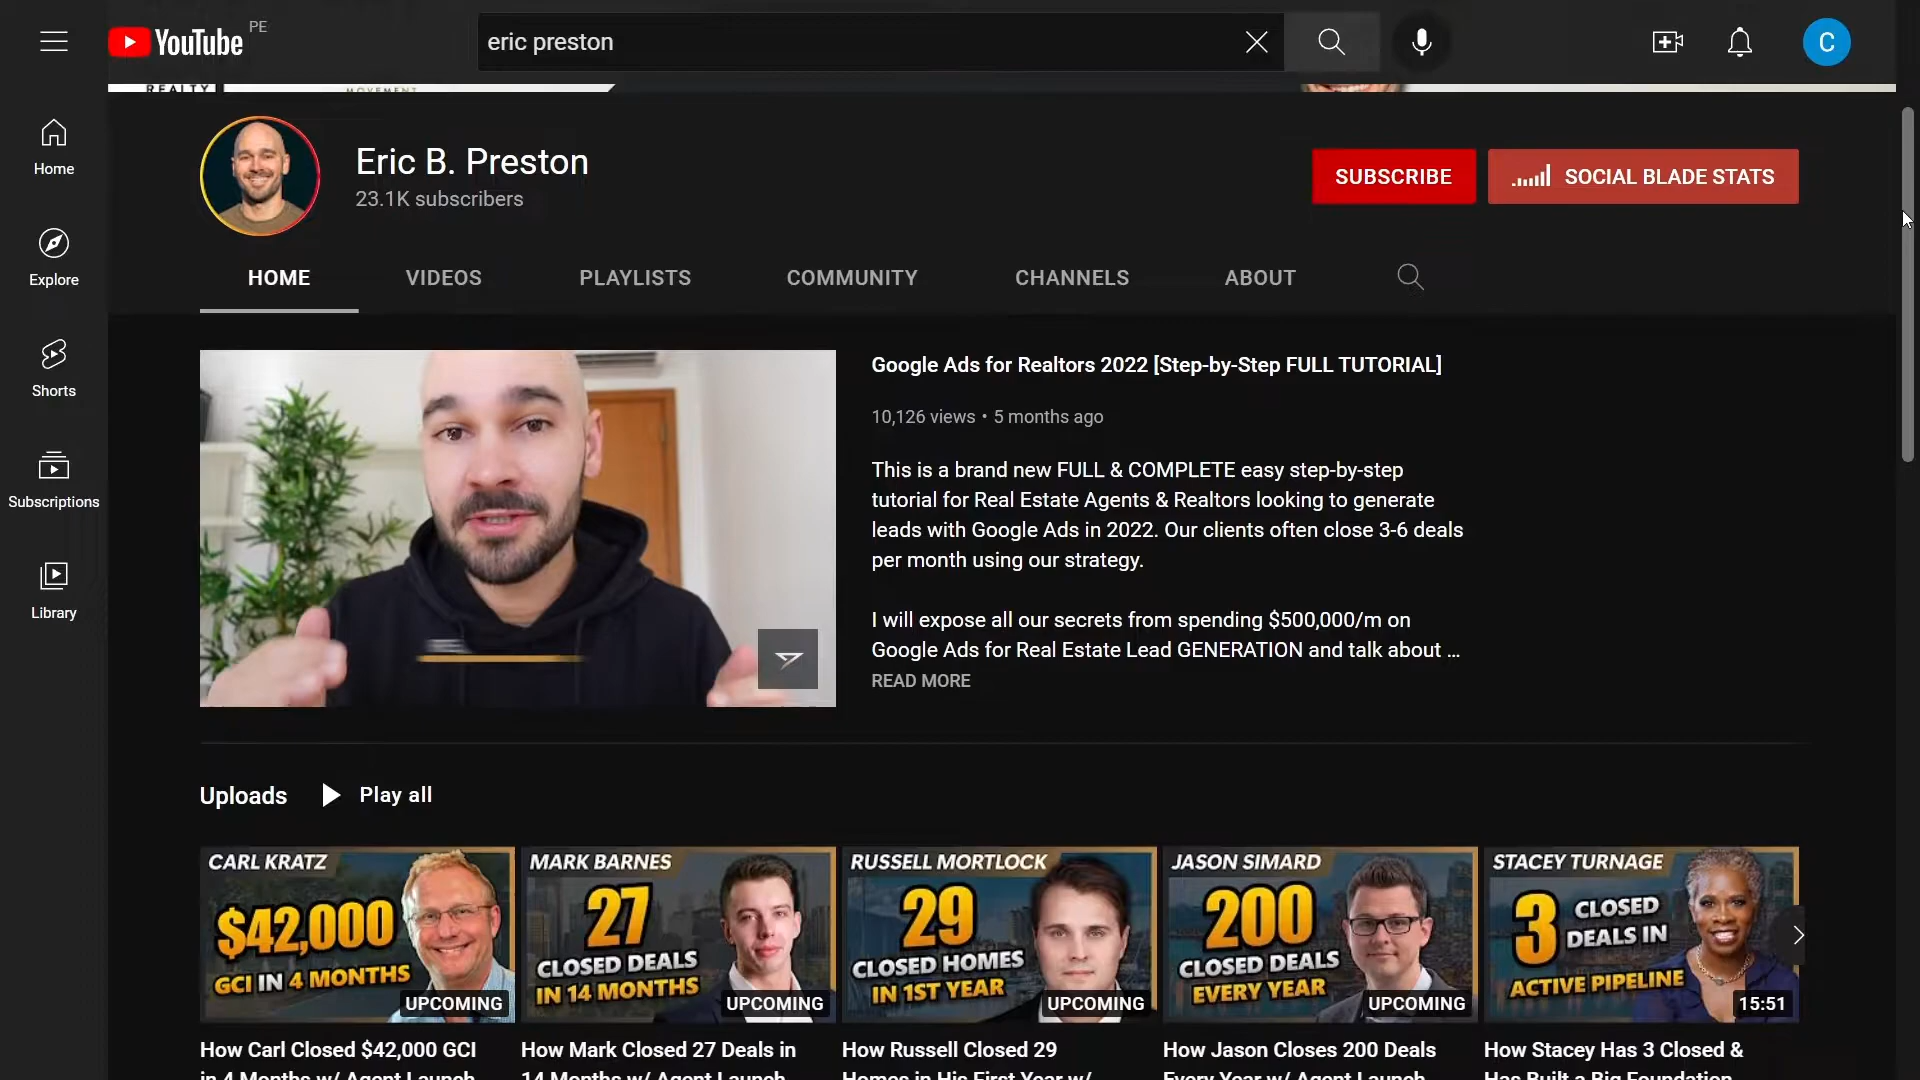 YouTube PE
eric preston
C
REALTY
MOVEMENT
Home
Explore
Shorts
Subscriptions
Library
Eric B. Preston
23.1K subscribers
SUBSCRIBE
SOCIAL BLADE STATS
HOME VIDEOS PLAYLISTS COMMUNITY CHANNELS ABOUT
Google Ads for Realtors 2022 [Step-by-Step FULL TUTORIAL]
10,126 views • 5 months ago
This is a brand new FULL & COMPLETE easy step-by-step
tutorial for Real Estate Agents & Realtors looking to generate
leads with Google Ads in 2022. Our clients often close 3-6 deals
per month using our strategy.
I will expose all our secrets from spending $500,000/m on
Google Ads for Real Estate Lead GENERATION and talk about ...
READ MORE
Uploads Play all
CARL KRATZ
$42,000
GCI IN 4 MONTHS
UPCOMING
How Carl Closed $42,000 GCI
in 4 Months w/ Agent Launch
MARK BARNES
27
CLOSED DEALS
IN 14 MONTHS
UPCOMING
How Mark Closed 27 Deals in
14 Months w/ Agent Launch
RUSSELL MORTLOCK
29
CLOSED HOMES
IN 1ST YEAR
UPCOMING
How Russell Closed 29
Homes in His First Year w/
JASON SIMARD
200
CLOSED DEALS
EVERY YEAR
UPCOMING
How Jason Closes 200 Deals
Every Year w/ Agent Launch
STACEY TURNAGE
3 CLOSED
DEALS IN
ACTIVE PIPELINE
15:51
How Stacey Has 3 Closed &
Has Built a Big Foundation